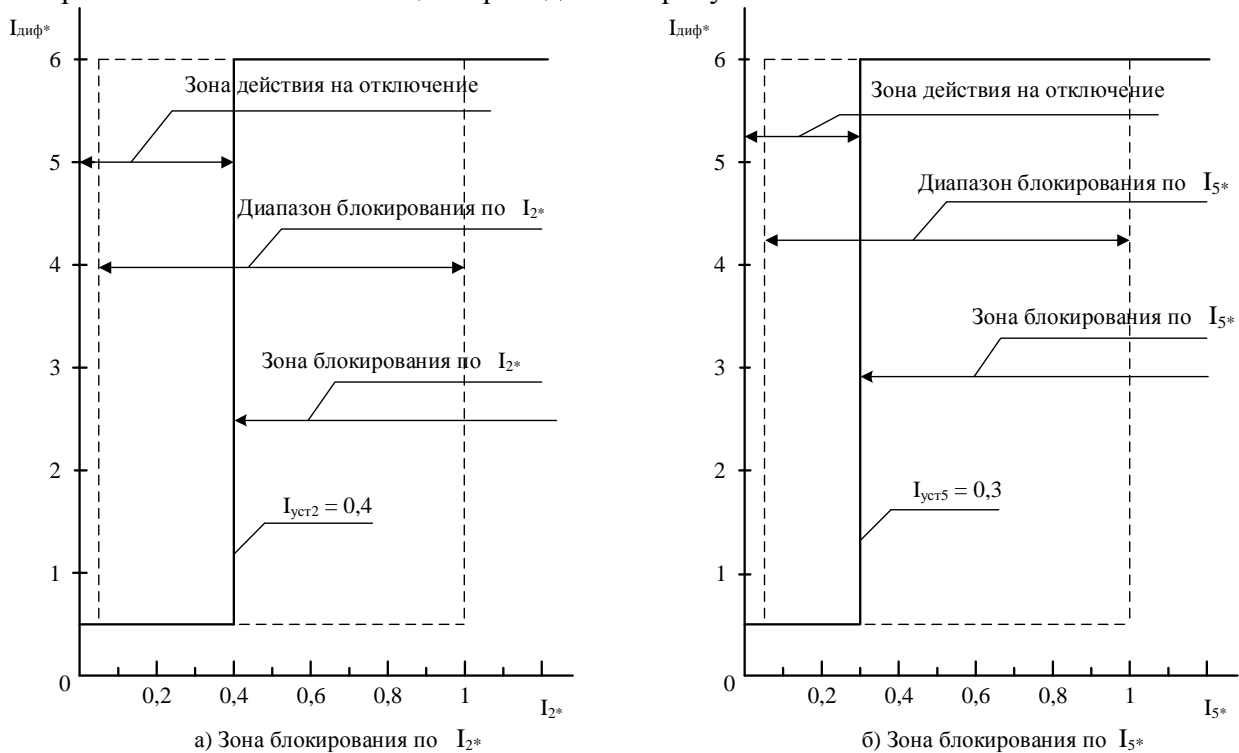 I диф*
I диф*
6
6
Зона действия на отключение
Зона действия на отключение
5
5
Диапазон блокирования по I2*
Диапазон блокирования по I5*
4
4
Зона блокирования по I2*
Зона блокирования по I5*
3
3
2
2
Iуст2 = 0,4
Iуст5 = 0,3
1
1
0
0,2 0,4 0,6 0,8 1
I2*
0
0,2 0,4 0,6 0,8 1
I5*
а) Зона блокирования по I2*
б) Зона блокирования по I5*